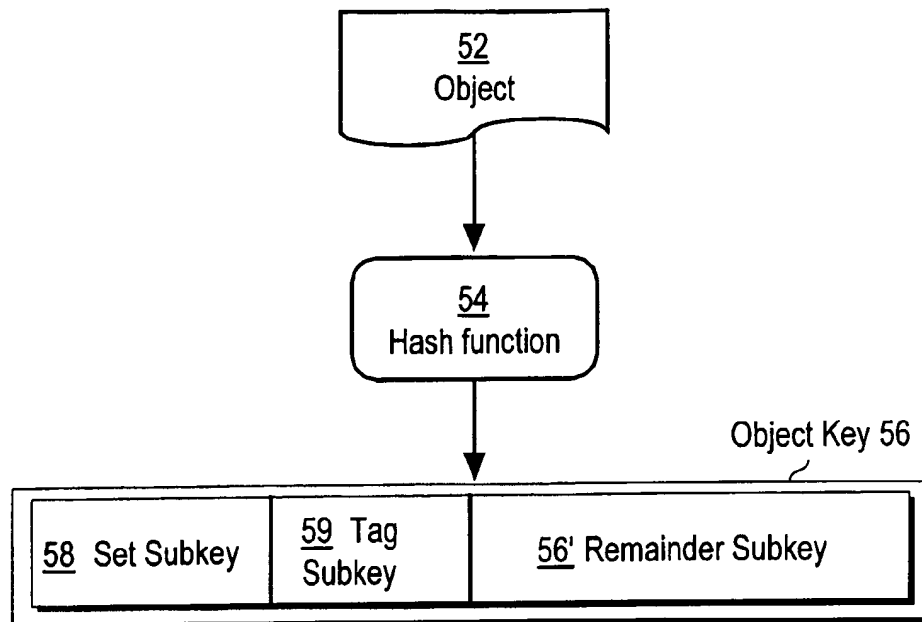 52
Object
54
Hash function
Object Key 56
58 Set Subkey
59 Tag
Subkey
56' Remainder Subkey